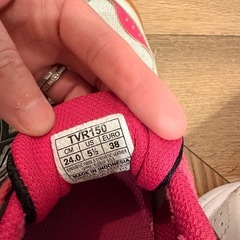 TVR150
CM US EURO
24.0 5½ 38
MADE IN INDONESIA